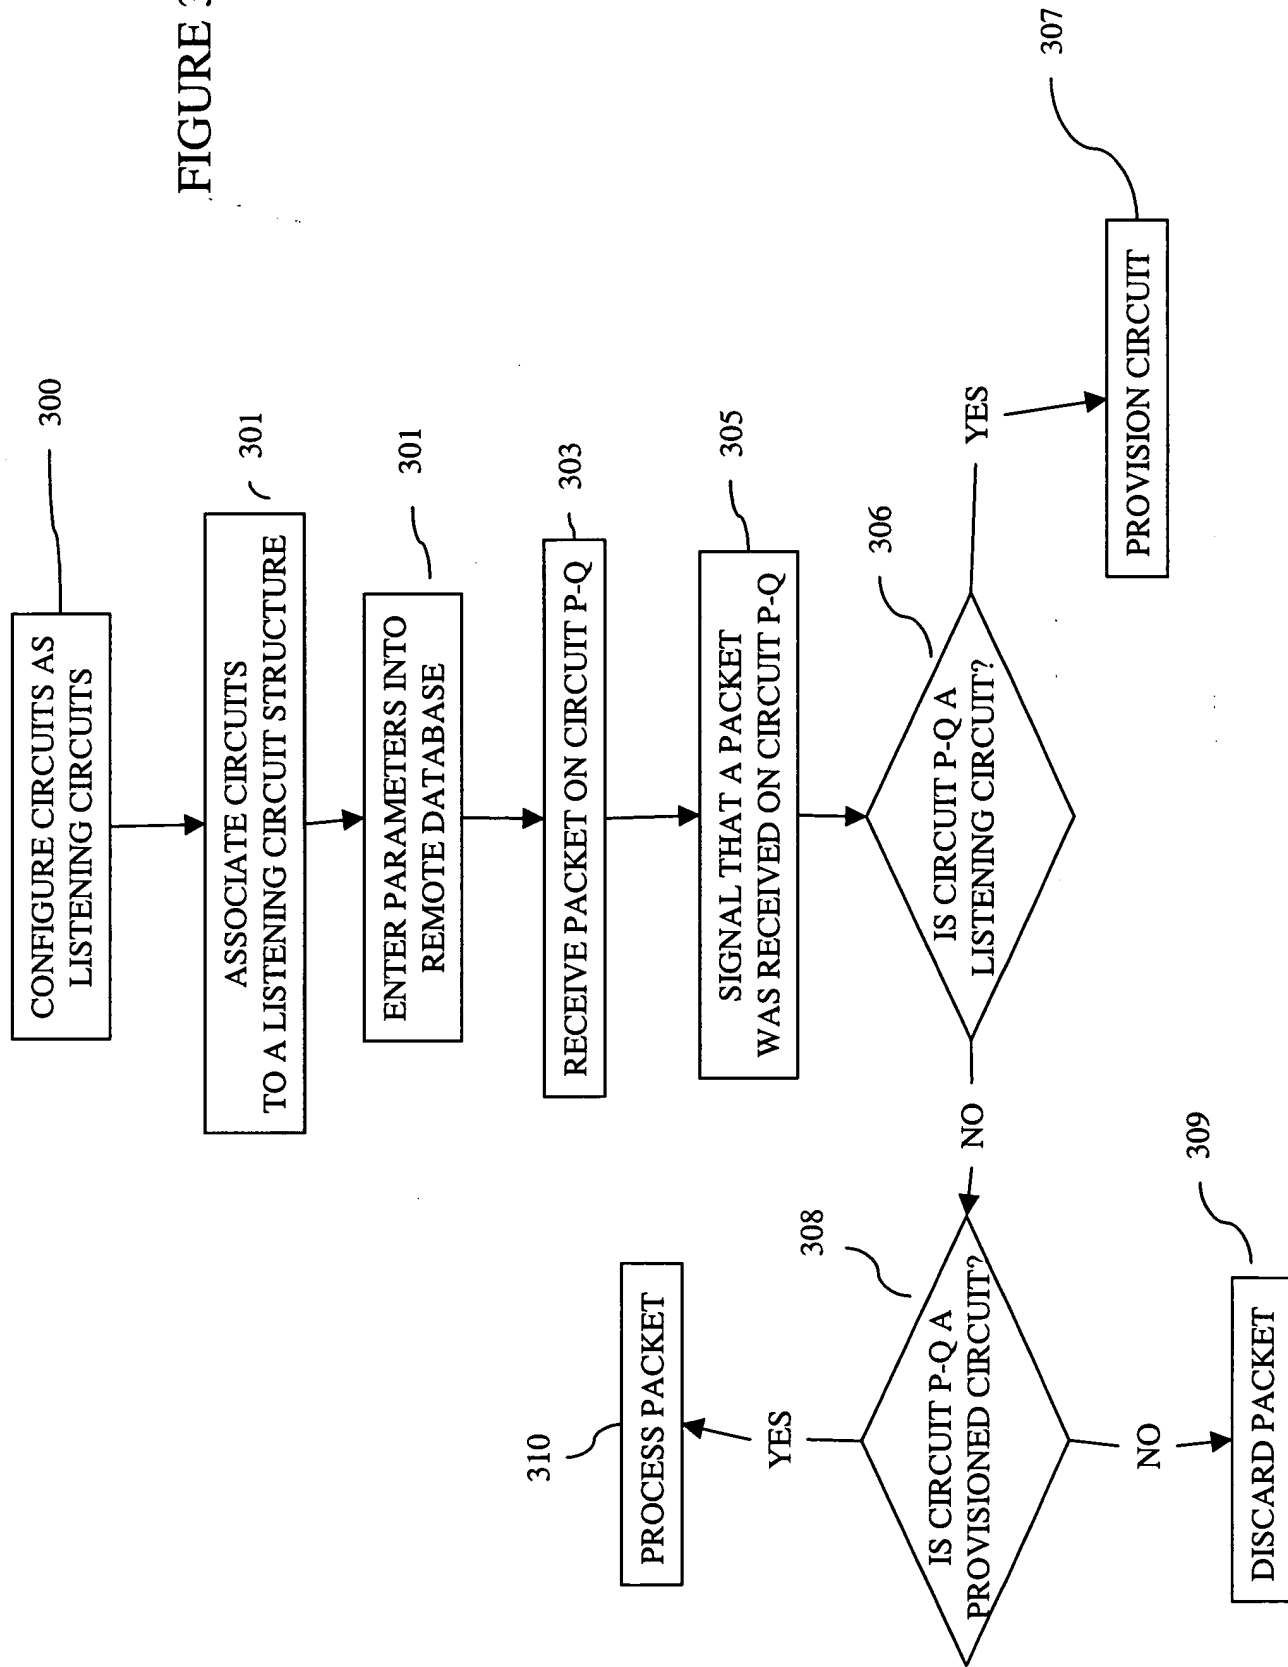 FIGURE 3
CONFIGURE CIRCUITS AS
LISTENING CIRCUITS
300
ASSOCIATE CIRCUITS
TO A LISTENING CIRCUIT STRUCTURE
301
ENTER PARAMETERS INTO
REMOTE DATABASE
301
RECEIVE PACKET ON CIRCUIT P-Q
303
SIGNAL THAT A PACKET
WAS RECEIVED ON CIRCUIT P-Q
305
IS CIRCUIT P-Q A
LISTENING CIRCUIT?
306
YES
PROVISION CIRCUIT
307
NO
IS CIRCUIT P-Q A
PROVISIONED CIRCUIT?
308
YES
PROCESS PACKET
310
NO
DISCARD PACKET
309